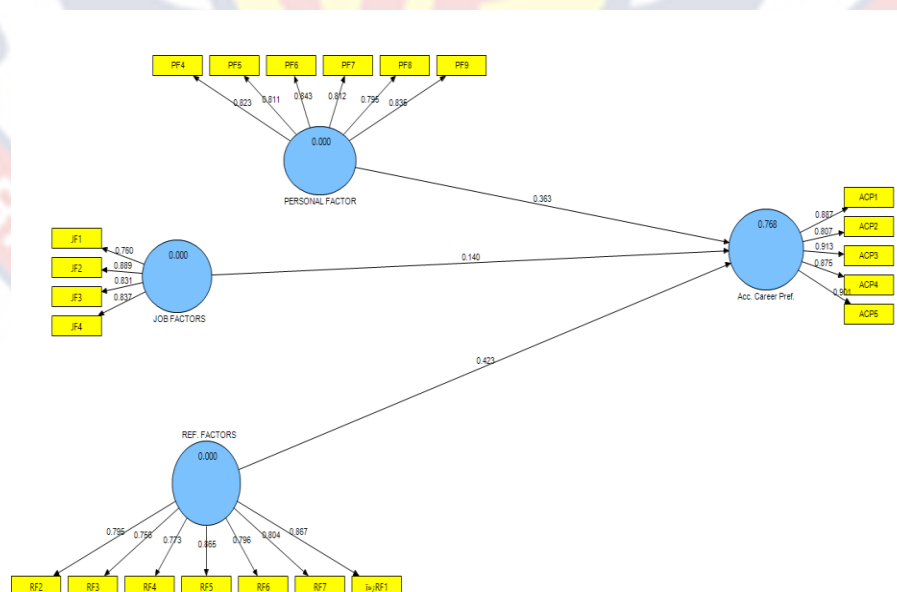 PF4 PF5 PF6 PF7 PF8 PF9
0.823 0.811 0.843 0.812 0.795 0.835
0.000
PERSONAL FACTOR
0.363
JF1
JF2
JF3
JF4
0.760
0.889
0.831
0.837
0.000
JOB FACTORS
0.140
0.768
Acc. Career Pref.
0.887
0.807
0.913
0.875
0.901
ACP1
ACP2
ACP3
ACP4
ACP5
0.423
REF. FACTORS
0.000
0.795 0.756 0.773 0.865 0.796 0.804 0.867
RF2 RF3 RF4 RF5 RF6 RF7 RF1